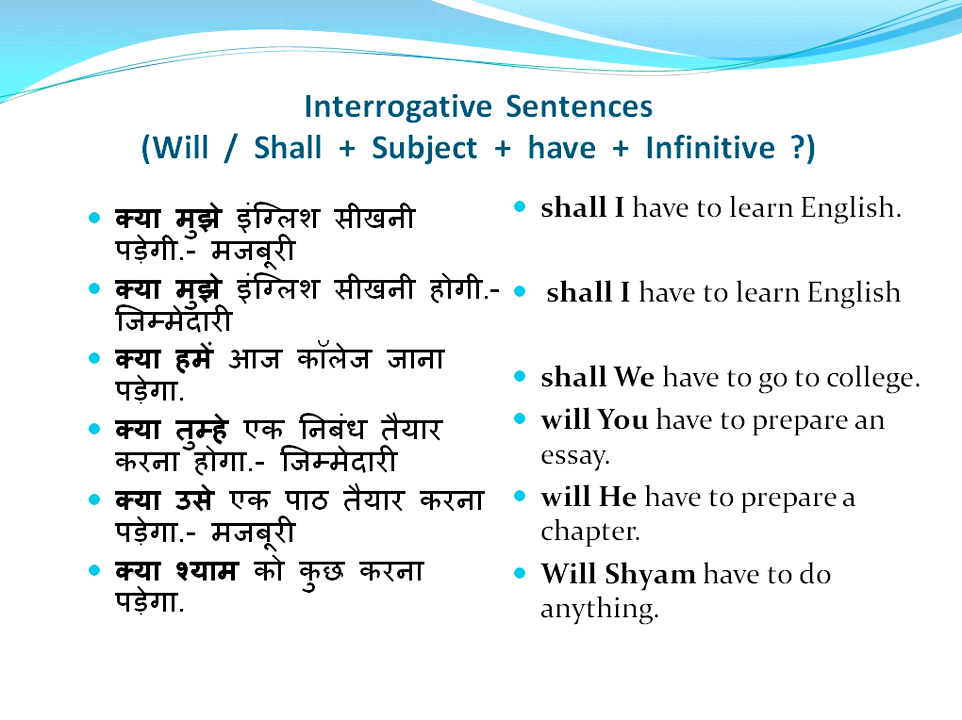 Interrogative Sentences
(Will / Shall + Subject + have + Infinitive ?)
क्या मुझे इंग्लिश सीखनी
पड़ेगी.- मजबूरी
क्या मुझे इंग्लिश सीखनी होगी.-
जिम्मेदारी
क्या हमें आज कॉलेज जाना
पड़ेगा.
क्या तुम्हे एक निबंध तैयार
करना होगा.- जिम्मेदारी
क्या उसे एक पाठ तैयार करना
पड़ेगा.- मजबूरी
क्या श्याम को कुछ करना
पड़ेगा.
shall I have to learn English.
shall I have to learn English
shall We have to go to college.
will You have to prepare an
essay.
will He have to prepare a
chapter.
Will Shyam have to do
anything.